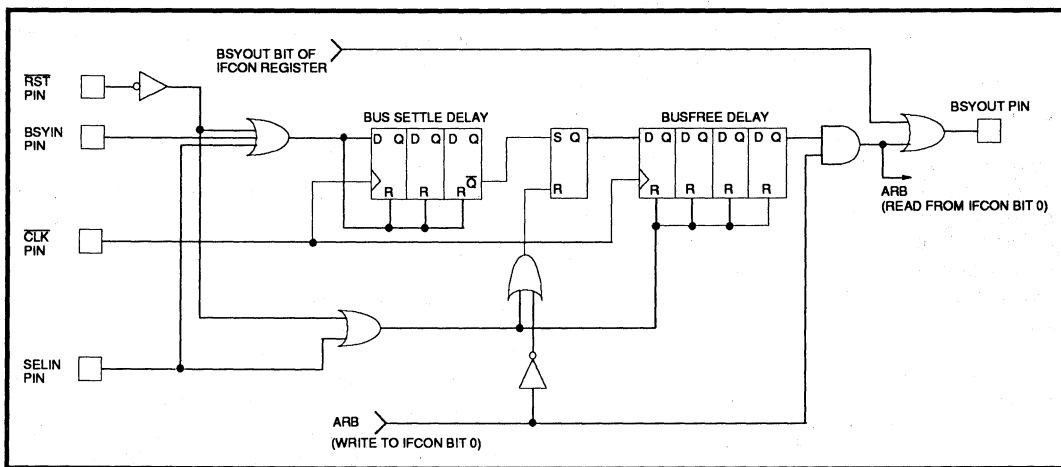 BSYOUT BIT OF
IFCON REGISTER
RST
PIN
BSYOUT PIN
BSYIN
PIN
BUS SETTLE DELAY
BUSFREE DELAY
D Q D Q D Q
Q
R R R
S Q
R
D Q D Q D Q D Q
R R R R
ARB
(READ FROM IFCON BIT 0)
CLK
PIN
SELIN
PIN
ARB
(WRITE TO IFCON BIT 0)